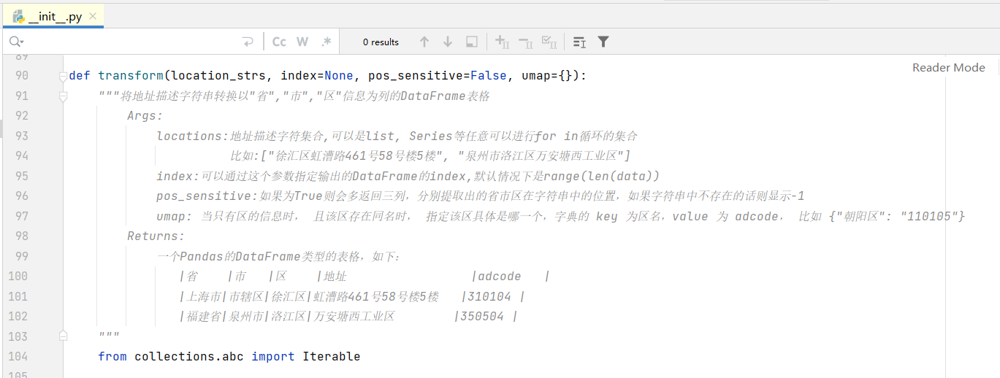 __init__.py
Cc W .* 0 results
Reader Mode
89
90 def transform(location_strs, index=None, pos_sensitive=False, umap={}):
91 """将地址描述字符串转换以"省","市","区"信息为列的DataFrame表格
92 Args:
93 locations:地址描述字符集合,可以是list, Series等任意可以进行for in循环的集合
94 比如:["徐汇区虹漕路461号58号楼5楼", "泉州市洛江区万安塘西工业区"]
95 index:可以通过这个参数指定输出的DataFrame的index,默认情况下是range(len(data))
96 pos_sensitive:如果为True则会多返回三列，分别提取出的省市区在字符串中的位置，如果字符串中不存在的话则显示-1
97 umap: 当只有区的信息时， 且该区存在同名时， 指定该区具体是哪一个，字典的 key 为区名，value 为 adcode， 比如 {"朝阳区": "110105"}
98 Returns:
99 一个Pandas的DataFrame类型的表格，如下：
100 |省 |市 |区 |地址 |adcode |
101 |上海市|市辖区|徐汇区|虹漕路461号58号楼5楼 |310104 |
102 |福建省|泉州市|洛江区|万安塘西工业区 |350504 |
103 """
104 from collections.abc import Iterable
105